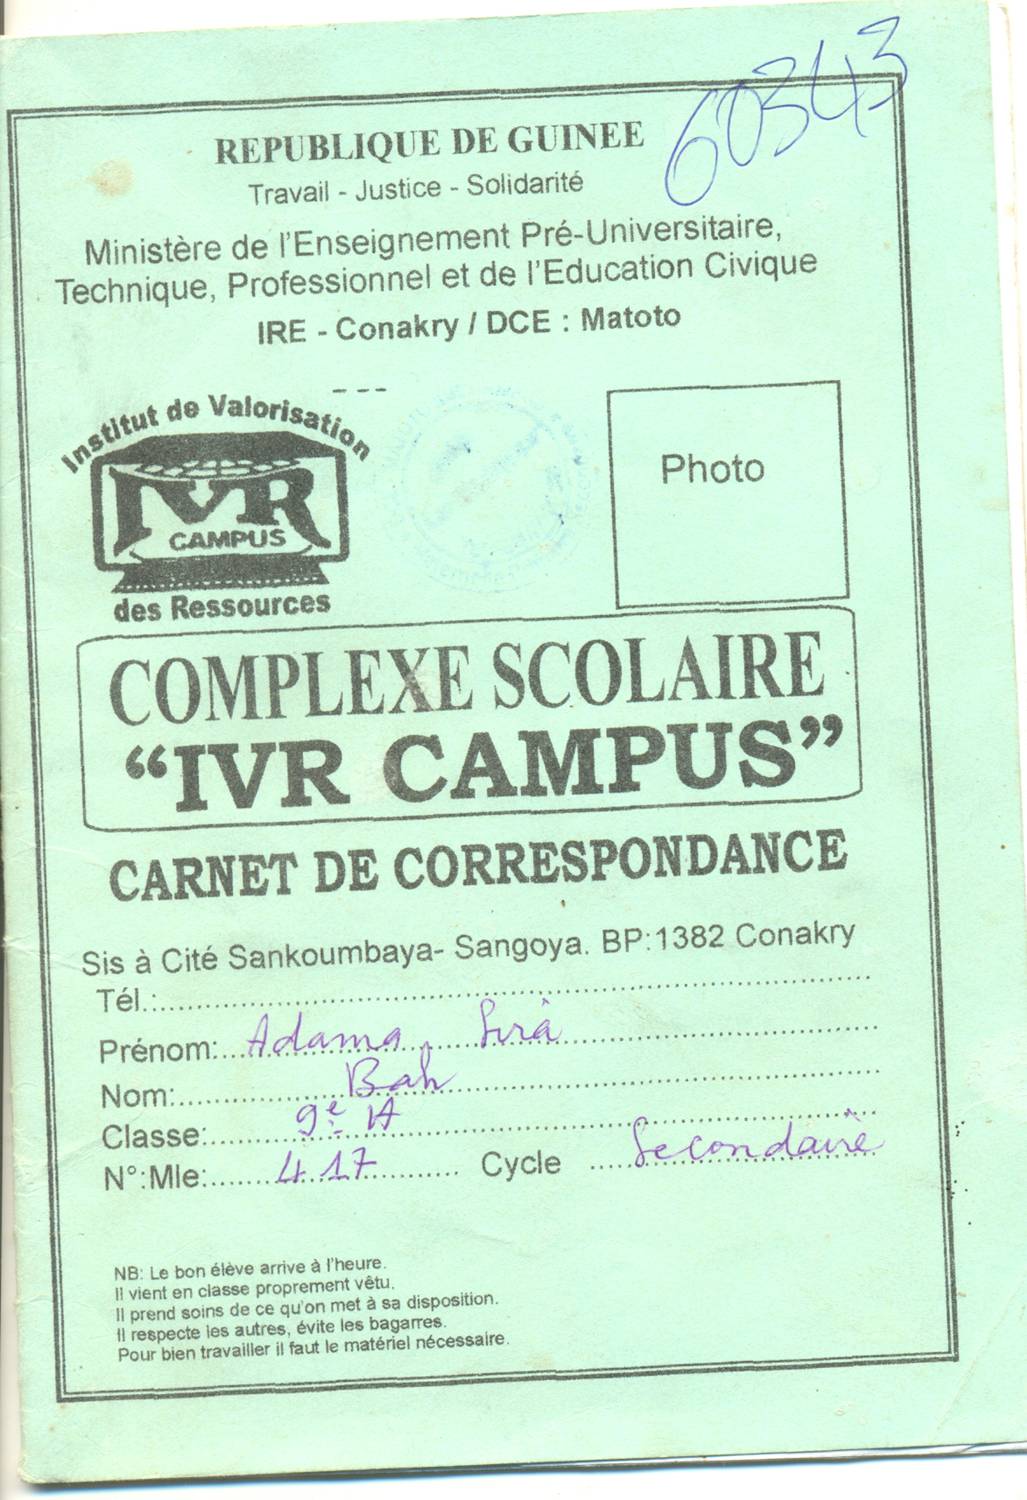 60343
REPUBLIQUE DE GUINEE
Travail - Justice - Solidarité
Ministère de l'Enseignement Pré-Universitaire,
Technique, Professionnel et de l'Education Civique
IRE - Conakry / DCE : Matoto
Institut de Valorisation
IVR
CAMPUS
des Ressources
Photo
COMPLEXE SCOLAIRE
“IVR CAMPUS”
CARNET DE CORRESPONDANCE
Sis à Cité Sankoumbaya- Sangoya. BP:1382 Conakry
Tél.:
Prénom: Adama Sira
Nom: Bah
Classe: 9e A
N°:Mle: 417 Cycle Secondaire
NB: Le bon élève arrive à l'heure.
Il vient en classe proprement vêtu.
Il prend soins de ce qu'on met à sa disposition.
Il respecte les autres, évite les bagarres.
Pour bien travailler il faut le matériel nécessaire.